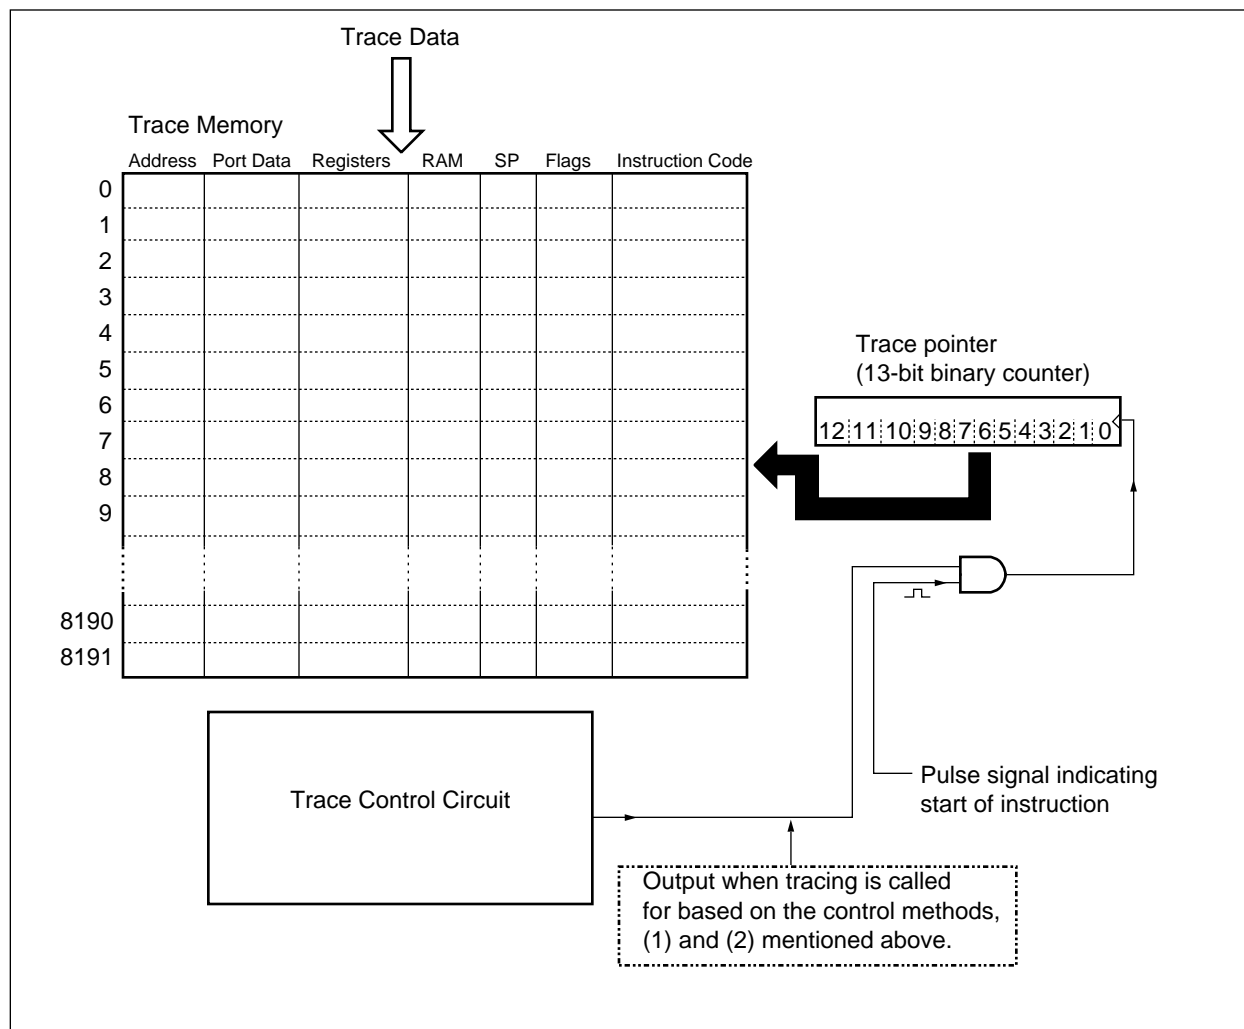 Trace Data
Trace Memory
Address Port Data Registers RAM SP Flags Instruction Code
0
1
2
3
4
5
6
7
8
9
8190
8191
Trace pointer
(13-bit binary counter)
12 11 10 9 8 7 6 5 4 3 2 1 0
Pulse signal indicating
start of instruction
Trace Control Circuit
Output when tracing is called
for based on the control methods,
(1) and (2) mentioned above.